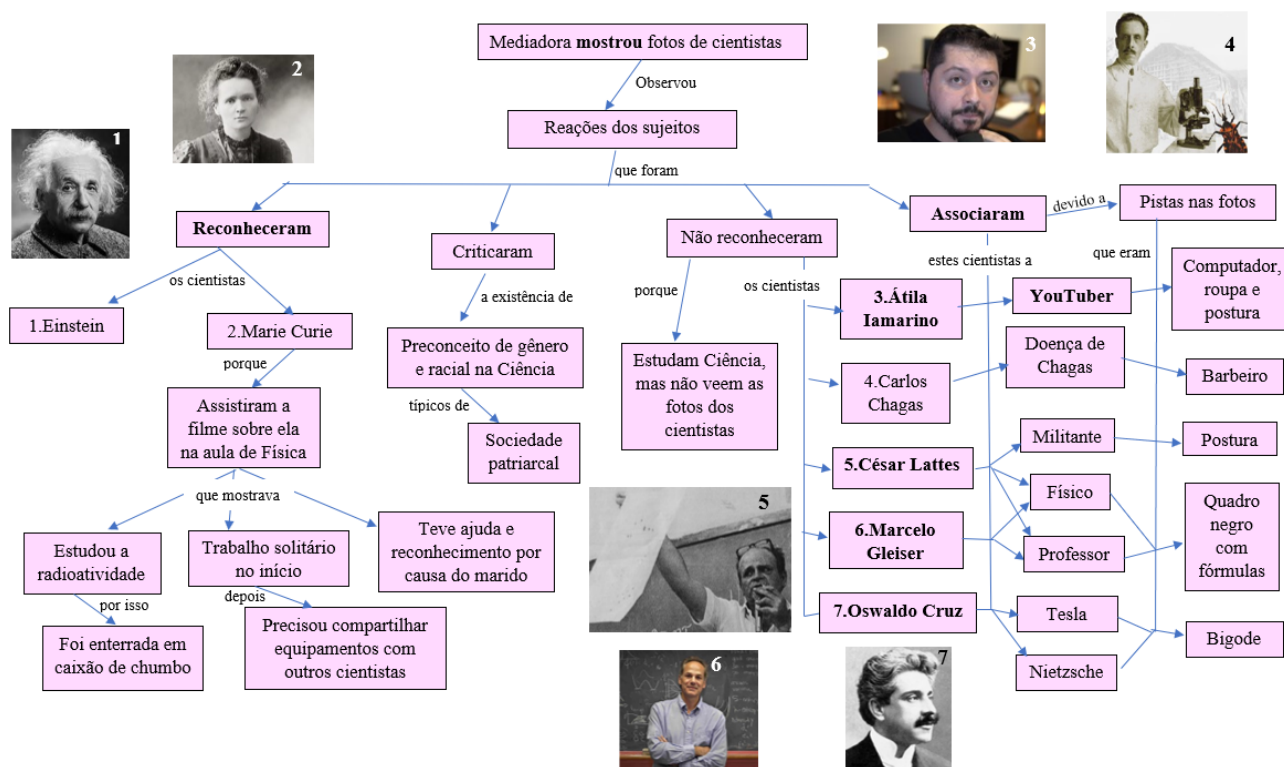 Mediadora mostrou fotos de cientistas
Observou
Reações dos sujeitos
que foram
1
2
3
4
Reconheceram
os cientistas
1.Einstein
2.Marie Curie
porque
Assistiram a
filme sobre ela
na aula de Física
que mostrava
Estudou a
radioatividade
por isso
Foi enterrada em
caixão de chumbo
Trabalho solitário
no início
depois
Precisou compartilhar
equipamentos com
outros cientistas
Teve ajuda e
reconhecimento por
causa do marido
Criticaram
a existência de
Preconceito de gênero
e racial na Ciência
típicos de
Sociedade
patriarcal
Não reconheceram
porque
Estudam Ciência,
mas não veem as
fotos dos
cientistas
os cientistas
3.Átila
Iamarino
4.Carlos
Chagas
5.César Lattes
6.Marcelo
Gleiser
7.Oswaldo Cruz
Associaram
devido a
Pistas nas fotos
estes cientistas a
que eram
YouTuber
Computador,
roupa e
postura
Doença de
Chagas
Barbeiro
Militante
Postura
Físico
Professor
Quadro
negro com
fórmulas
Tesla
Nietzsche
Bigode
5
6
7